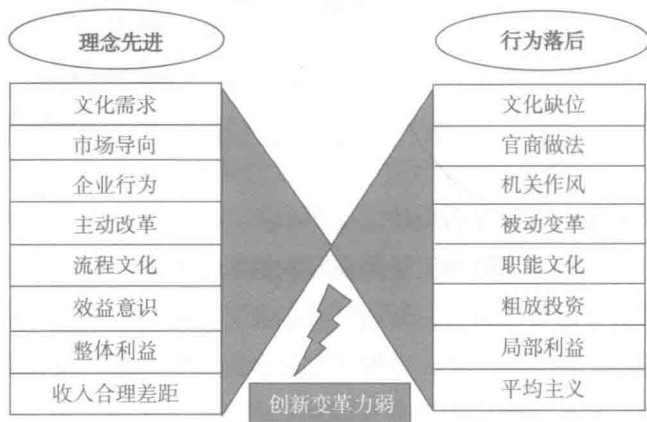 理念先进
行为落后
文化需求
市场导向
企业行为
主动改革
流程文化
效益意识
整体利益
收入合理差距
文化缺位
官商做法
机关作风
被动变革
职能文化
粗放投资
局部利益
平均主义
创新变革力弱